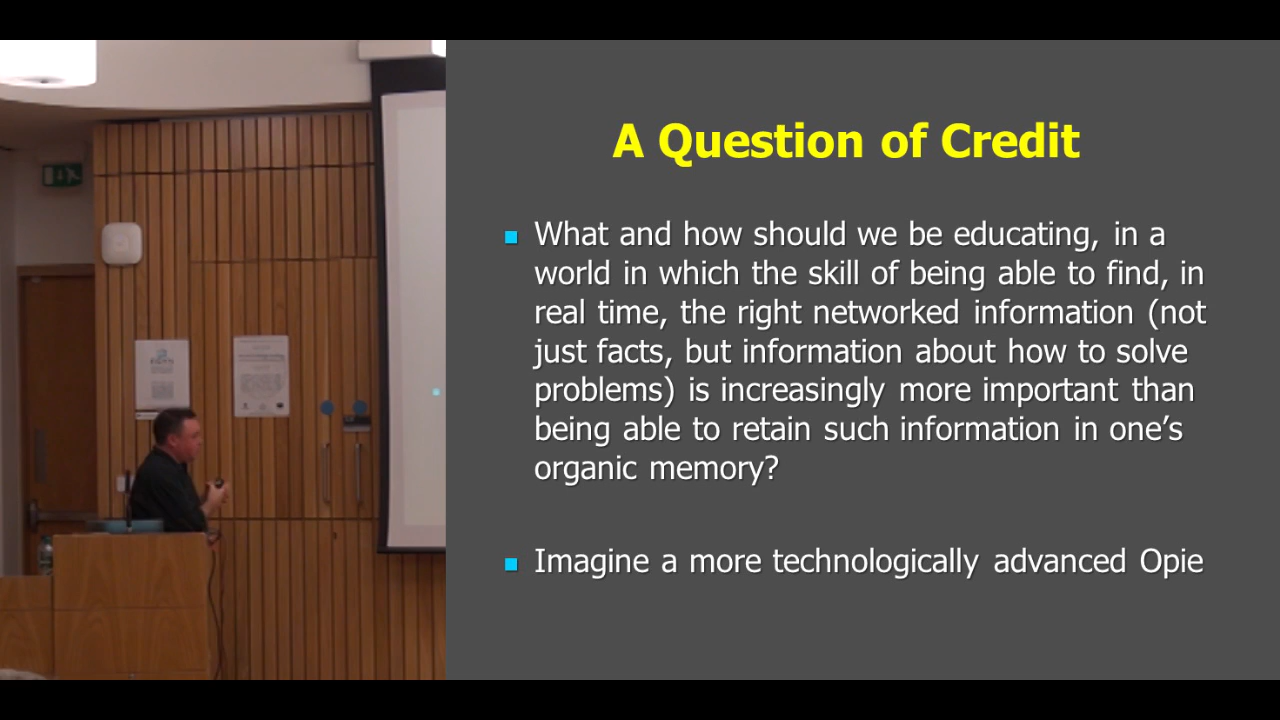 A Question of Credit
What and how should we be educating, in a
world in which the skill of being able to find, in
real time, the right networked information (not
just facts, but information about how to solve
problems) is increasingly more important than
being able to retain such information in one’s
organic memory?
Imagine a more technologically advanced Opie